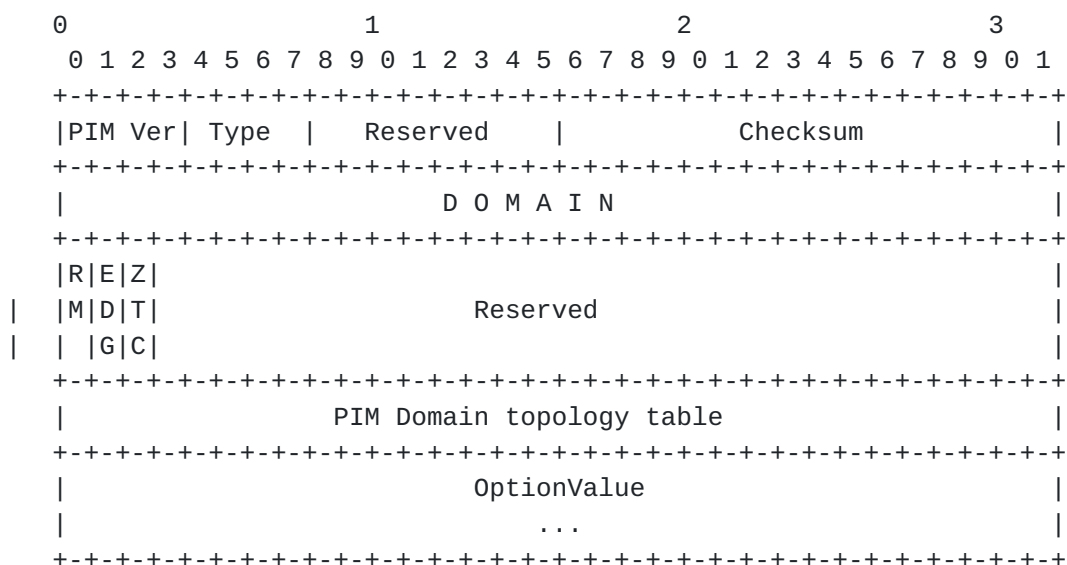 0                   1                   2                   3
     0 1 2 3 4 5 6 7 8 9 0 1 2 3 4 5 6 7 8 9 0 1 2 3 4 5 6 7 8 9 0 1
    +-+-+-+-+-+-+-+-+-+-+-+-+-+-+-+-+-+-+-+-+-+-+-+-+-+-+-+-+-+-+-+-+
    |PIM Ver| Type  |   Reserved    |           Checksum            |
    +-+-+-+-+-+-+-+-+-+-+-+-+-+-+-+-+-+-+-+-+-+-+-+-+-+-+-+-+-+-+-+-+
    |                        D O M A I N                            |
    +-+-+-+-+-+-+-+-+-+-+-+-+-+-+-+-+-+-+-+-+-+-+-+-+-+-+-+-+-+-+-+-+
    |R|E|Z|                                                         |
 |  |M|D|T|                    Reserved                             |
 |  | |G|C|                                                         |
    +-+-+-+-+-+-+-+-+-+-+-+-+-+-+-+-+-+-+-+-+-+-+-+-+-+-+-+-+-+-+-+-+
    |                 PIM Domain topology table                     |
    +-+-+-+-+-+-+-+-+-+-+-+-+-+-+-+-+-+-+-+-+-+-+-+-+-+-+-+-+-+-+-+-+
    |                          OptionValue                          |
    |                              ...                              |
    +-+-+-+-+-+-+-+-+-+-+-+-+-+-+-+-+-+-+-+-+-+-+-+-+-+-+-+-+-+-+-+-+